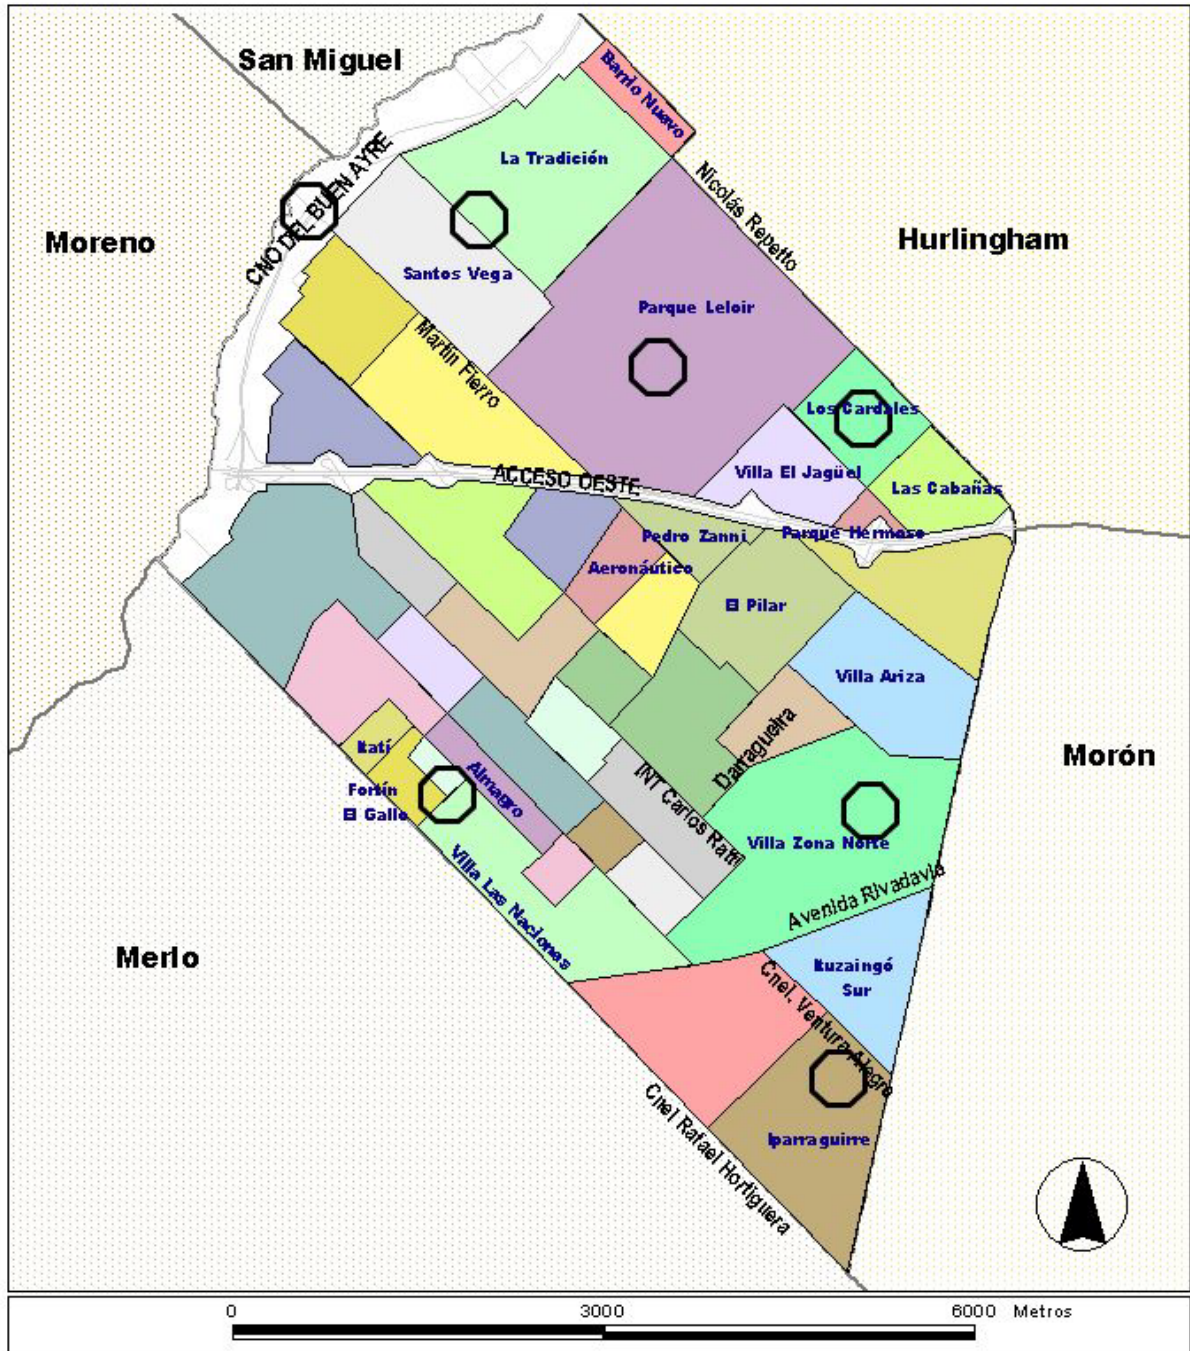 San Miguel
Barrio Nuevo
La Tradición
CNO DEL BUEN AYRE
Nicolás Repetto
Moreno
Hurlingham
Santos Vega
Parque Leloir
Martín Fierro
Los Cardales
Villa El Jagüel
ACCESO OESTE
Las Cabañas
Pedro Zanni
Parque Hermoso
Aeronáutico
El Pilar
Villa Ariza
Darragueira
Itatí
Morón
Almagro
INT Carlos Ratti
Fortín
El Gallo
Villa Zona Norte
Villa Las Naciones
Avenida Rivadavia
Merlo
Ituzaingó
Sur
Cnel. Ventura Alegre
Cnel Rafael Hortiguera
Iparraguirre
0 3000 6000 Metros